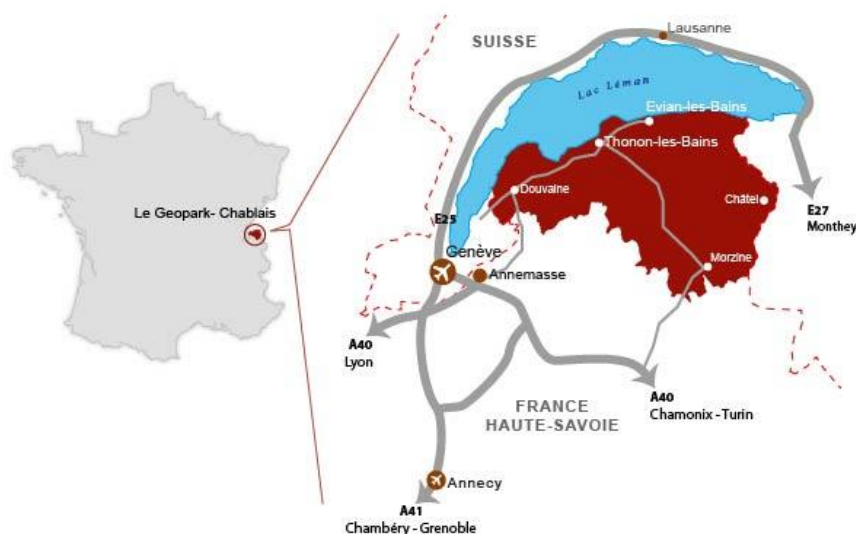 Le Geopark- Chablais
SUISSE
Lausanne
Lac Léman
Evian-les-Bains
Thonon-les-Bains
Douvaine
Châtel
E25
E27
Monthey
Genève
Annemasse
Morzine
A40
Lyon
FRANCE
HAUTE-SAVOIE
A40
Chamonix - Turin
Annecy
A41
Chambéry - Grenoble